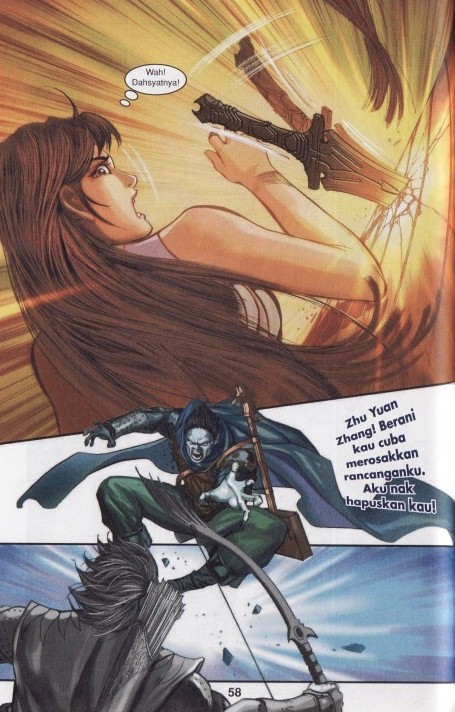 Wah!
Dahsyatnya!
Zhu Yuan
Zhang! Berani
kau cuba
merosakkan
rancanganku.
Aku nak
hapuskan kau!
58